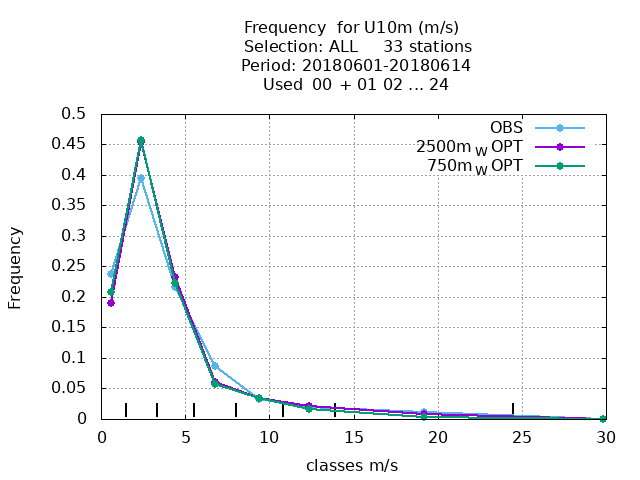 Frequency  for U10m (m/s)
Selection: ALL     33 stations
Period: 20180601-20180614
Used  00  + 01 02 ... 24
OBS
2500m W OPT
750m W OPT
0.5
0.45
0.4
0.35
0.3
0.25
0.2
0.15
0.1
0.05
0
Frequency
0 5 10 15 20 25 30
classes m/s